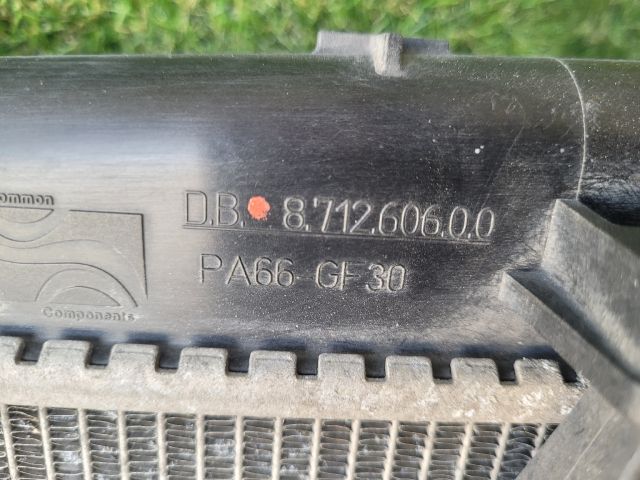 ommon
Components
D.B. 8.712.606.0.0
PA66-GF30